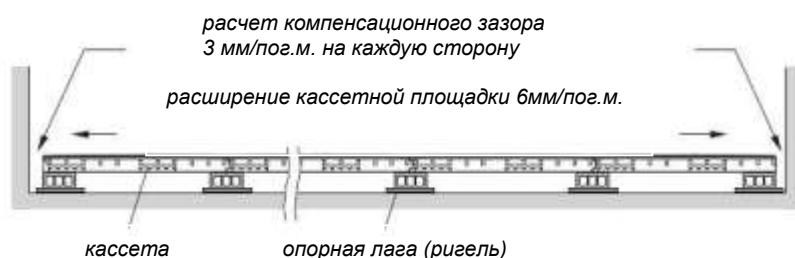 расчет компенсационного зазора
3 мм/пог.м. на каждую сторону
расширение кассетной площадки 6мм/пог.м.
кассета
опорная лага (ригель)